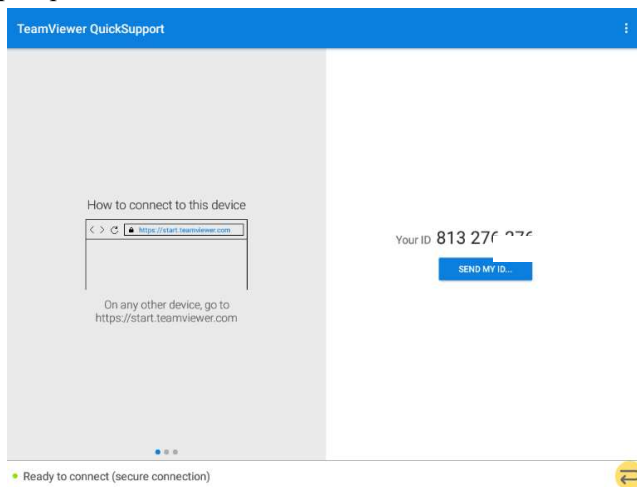 TeamViewer QuickSupport
How to connect to this device
https://start.teamviewer.com
On any other device, go to
https://start.teamviewer.com
Your ID 813
SEND MY ID...
Ready to connect (secure connection)